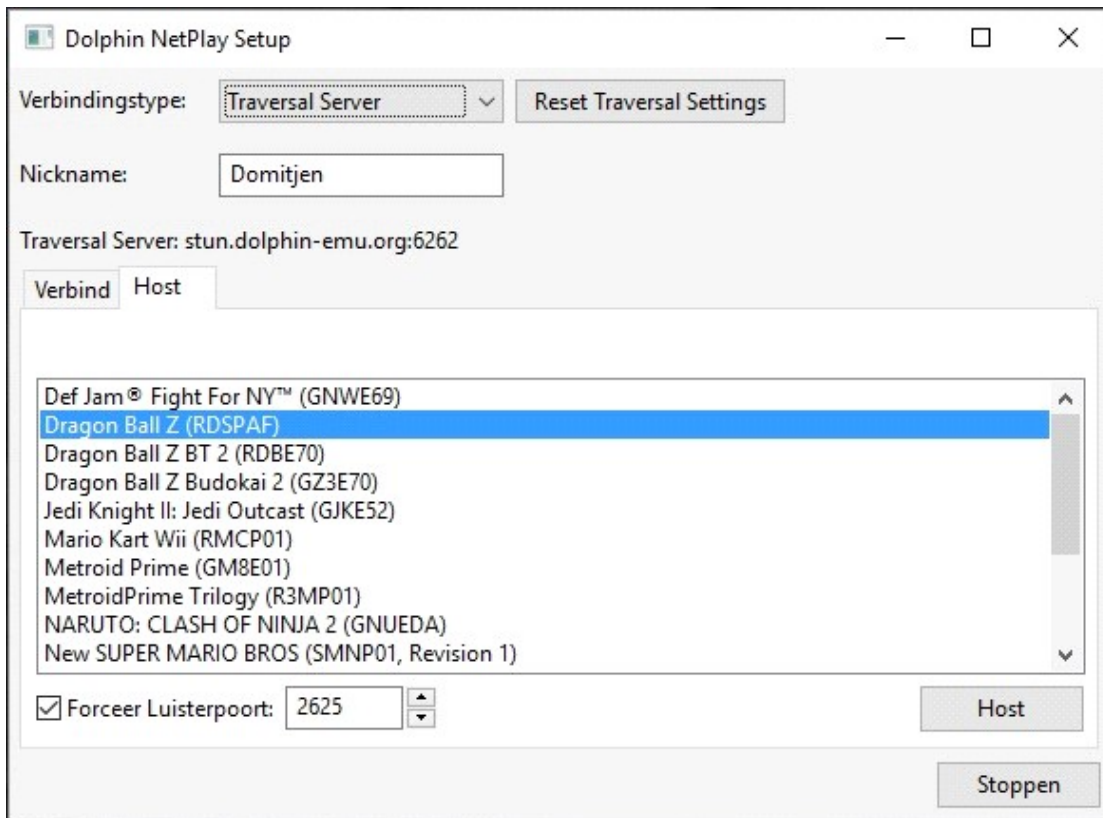 Dolphin NetPlay Setup
Verbindingstype: Traversal Server Reset Traversal Settings
Nickname: Domitjen
Traversal Server: stun.dolphin-emu.org:6262
Verbind Host
Def Jam® Fight For NY™ (GNWE69)
Dragon Ball Z (RDSPAF)
Dragon Ball Z BT 2 (RDBE70)
Dragon Ball Z Budokai 2 (GZ3E70)
Jedi Knight II: Jedi Outcast (GJKE52)
Mario Kart Wii (RMCP01)
Metroid Prime (GM8E01)
MetroidPrime Trilogy (R3MP01)
NARUTO: CLASH OF NINJA 2 (GNUEDA)
New SUPER MARIO BROS (SMNP01, Revision 1)
Forceer Luisterpoort: 2625 Host
Stoppen